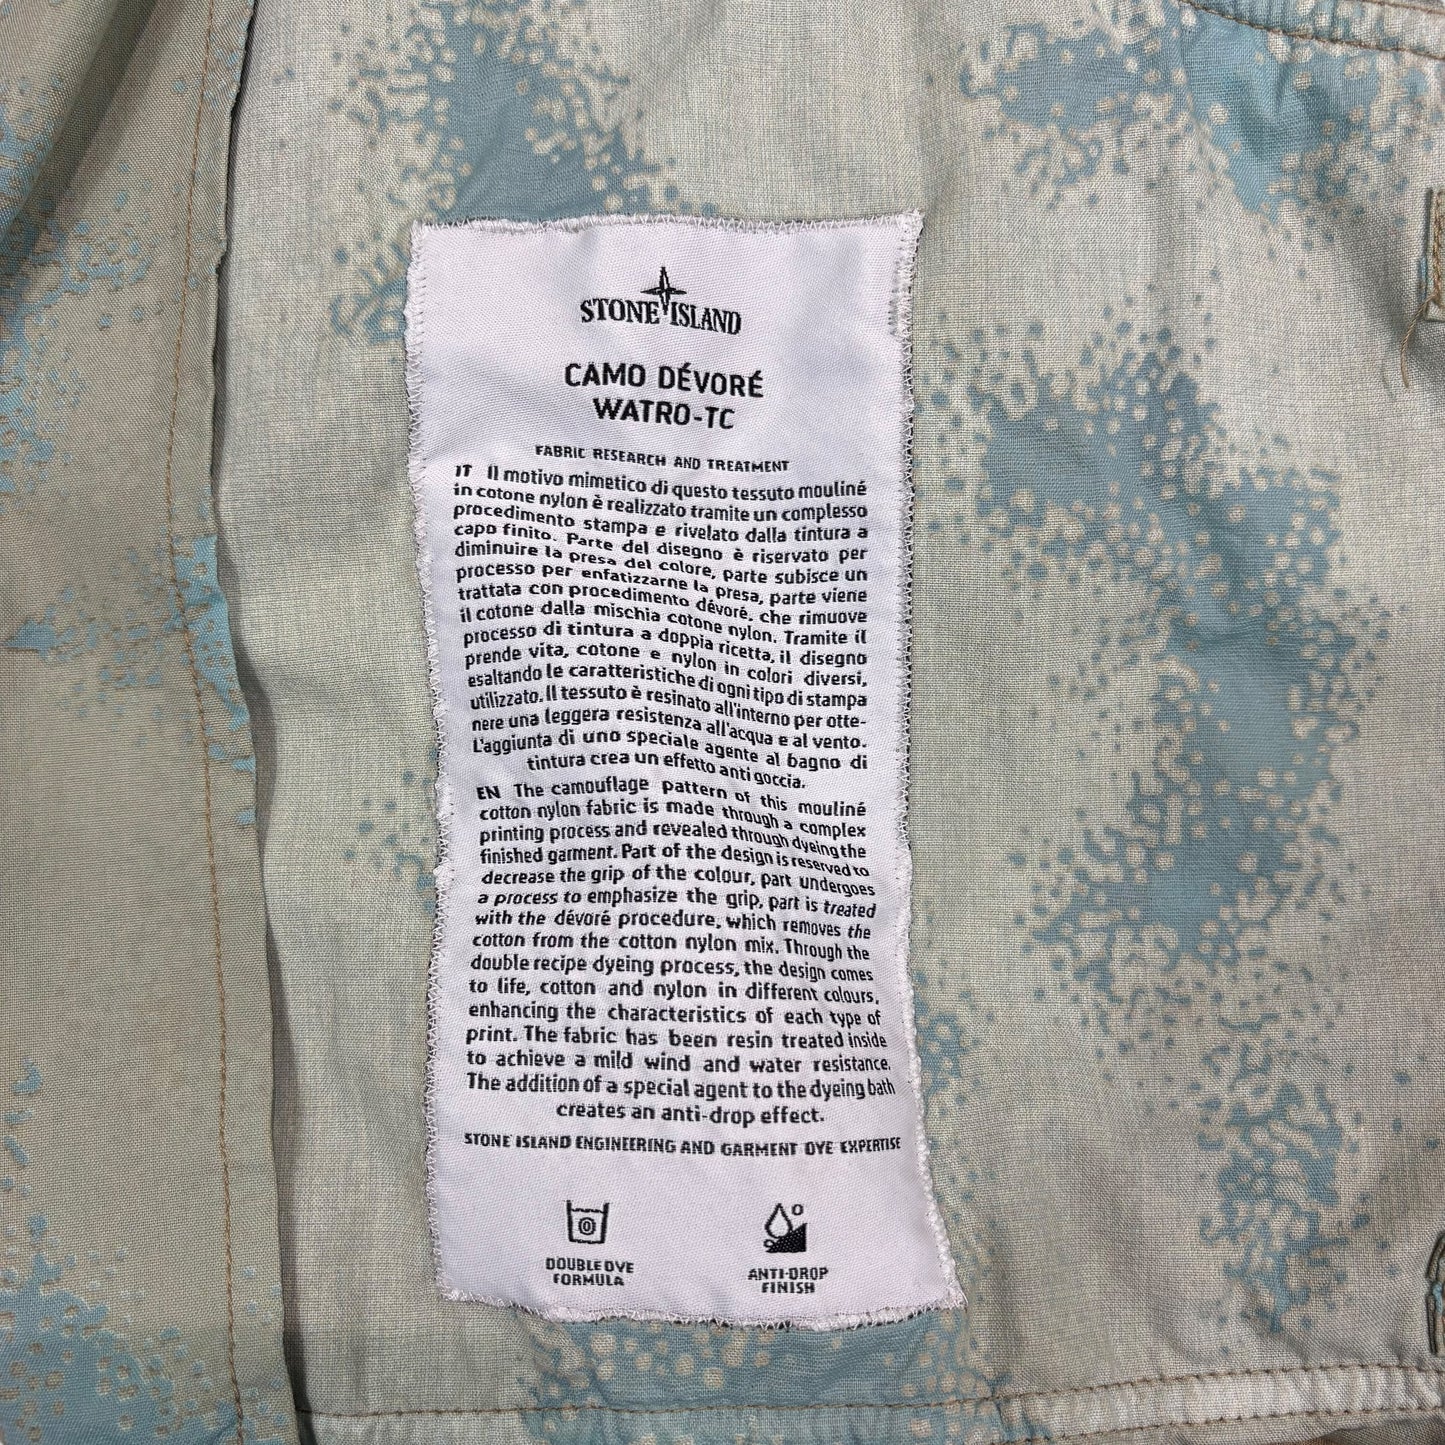 STONE ISLAND
CAMO DÉVORÉ
WATRO-TC
FABRIC RESEARCH AND TREATMENT
IT Il motivo mimetico di questo tessuto mouliné
in cotone nylon è realizzato tramite un complesso
procedimento stampa e rivelato dalla tintura a
capo finito. Parte del disegno è riservato per
diminuire la presa del colore, parte subisce un
processo per enfatizzarne la presa, parte viene
trattata con procedimento dévoré, che rimuove
il cotone dalla mischia cotone nylon. Tramite il
processo di tintura a doppia ricetta, il disegno
prende vita, cotone e nylon in colori diversi,
esaltando le caratteristiche di ogni tipo di stampa
utilizzato. Il tessuto è resinato all'interno per otte-
nere una leggera resistenza all'acqua e al vento.
L'aggiunta di uno speciale agente al bagno di
tintura crea un effetto anti goccia.
EN The camouflage pattern of this mouliné
cotton nylon fabric is made through a complex
printing process and revealed through dyeing the
finished garment. Part of the design is reserved to
decrease the grip of the colour, part undergoes
a process to emphasize the grip, part is treated
with the dévoré procedure, which removes the
cotton from the cotton nylon mix. Through the
double recipe dyeing process, the design comes
to life, cotton and nylon in different colours,
enhancing the characteristics of each type of
print. The fabric has been resin treated inside
to achieve a mild wind and water resistance.
The addition of a special agent to the dyeing bath
creates an anti-drop effect.
STONE ISLAND ENGINEERING AND GARMENT DYE EXPERTISE
DOUBLE DYE
FORMULA
ANTI-DROP
FINISH